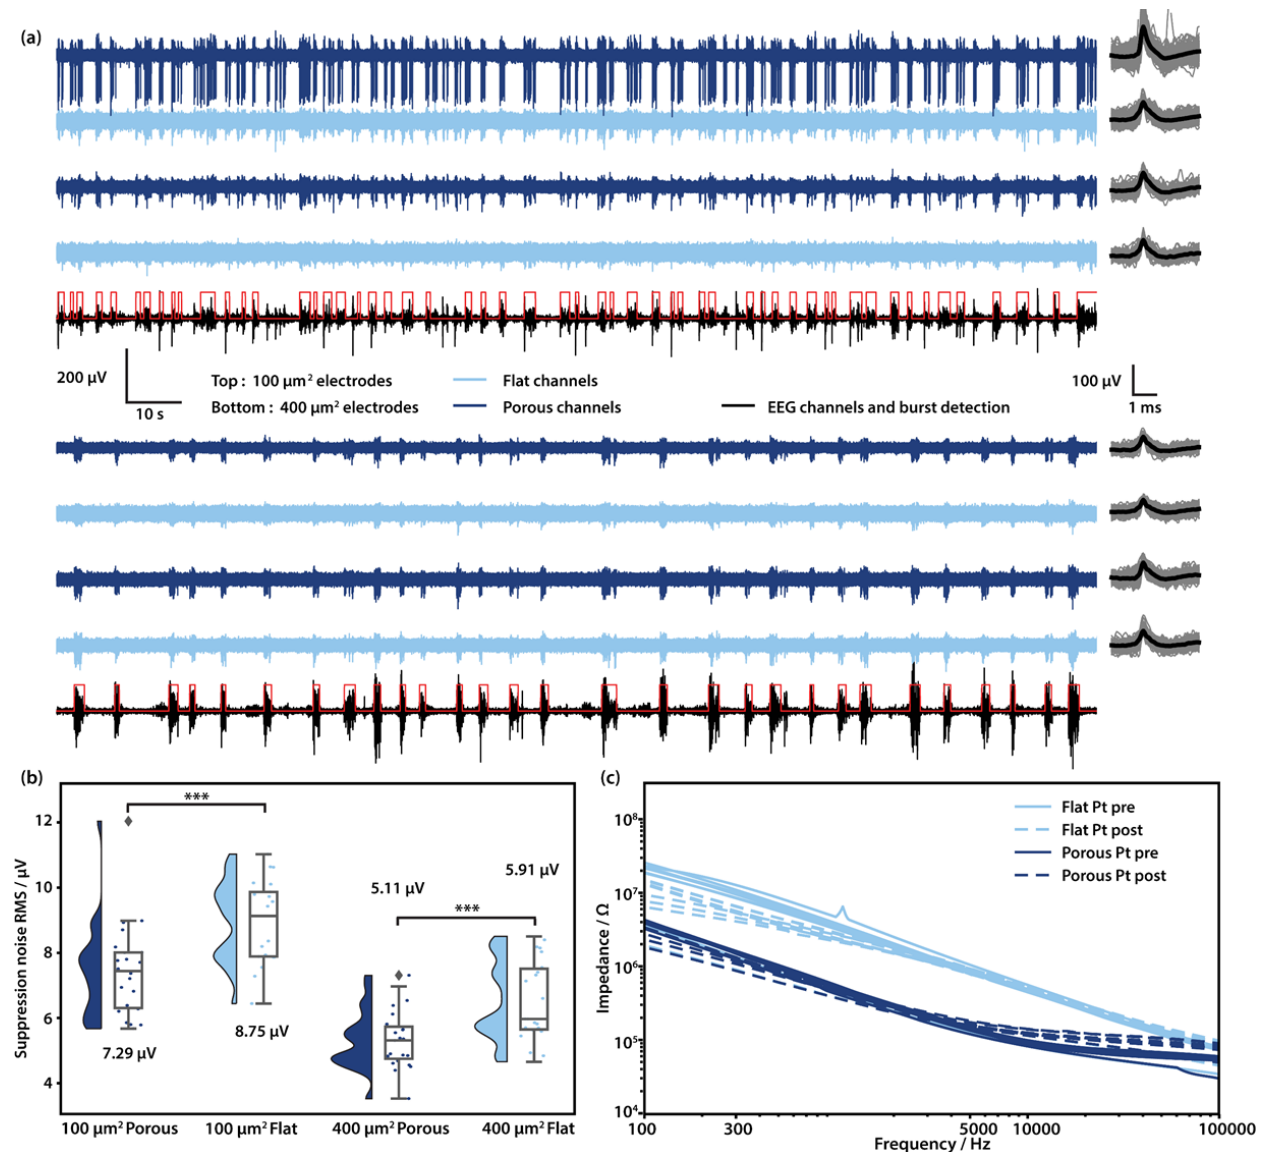 (a)
200 µV
10 s
Top : 100 µm² electrodes
Bottom : 400 µm² electrodes
Flat channels
Porous channels
EEG channels and burst detection
100 µV
1 ms
(b)
Suppression noise RMS / µV
12
10
8
6
4
***
***
7.29 µV
8.75 µV
5.11 µV
5.91 µV
100 µm² Porous
100 µm² Flat
400 µm² Porous
400 µm² Flat
(c)
Impedance / Ω
10⁸
10⁷
10⁶
10⁵
10⁴
Flat Pt pre
Flat Pt post
Porous Pt pre
Porous Pt post
100
300
5000
10000
100000
Frequency / Hz